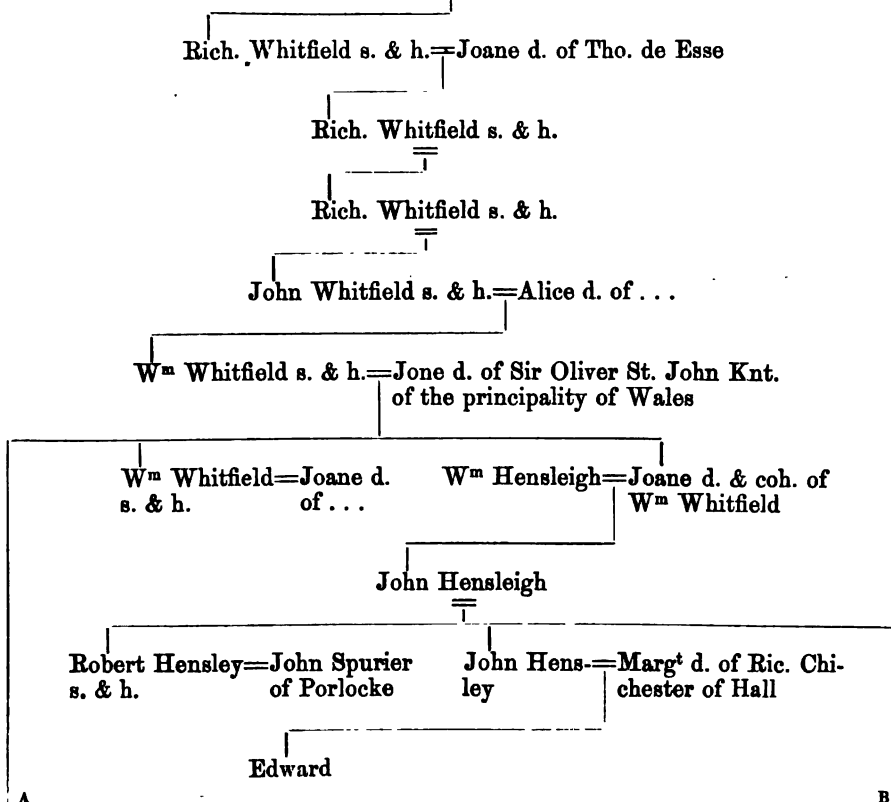 Rich. Whitfield s. & h.=Joane d. of Tho. de Esse
Rich. Whitfield s. & h.
=
Rich. Whitfield s. & h.
=
John Whitfield s. & h.=Alice d. of . . .
Wᵐ Whitfield s. & h.=Jone d. of Sir Oliver St. John Knt.
of the principality of Wales
Wᵐ Whitfield=Joane d.
s. & h. of . . .
Wᵐ Hensleigh=Joane d. & coh. of
Wᵐ Whitfield
John Hensleigh
=
Robert Hensley=John Spurier
s. & h. of Porlocke
John Hens-=Margᵗ d. of Ric. Chi-
ley chester of Hall
Edward
A B